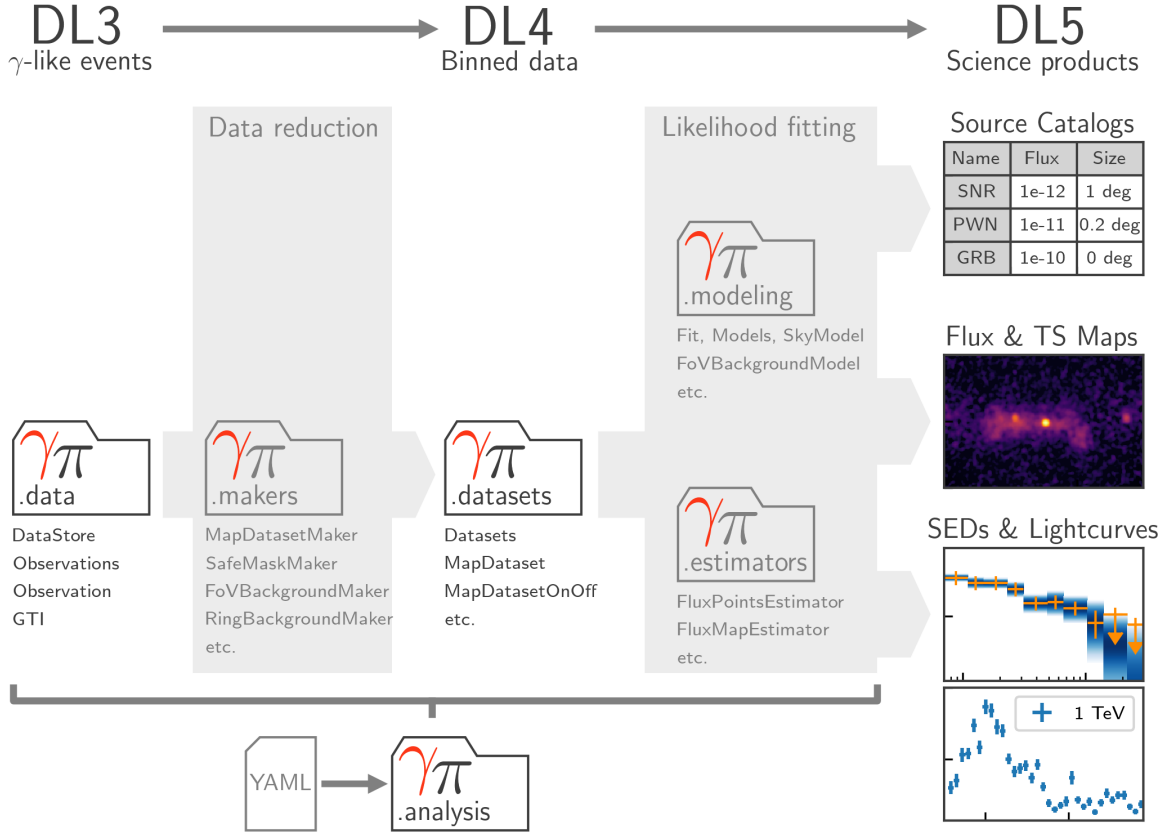 DL3
γ-like events
DL4
Binned data
DL5
Science products
Data reduction
Likelihood fitting
Source Catalogs
Name Flux Size
SNR 1e-12 1 deg
PWN 1e-11 0.2 deg
GRB 1e-10 0 deg
γπ
.modeling
Fit, Models, SkyModel
FoVBackgroundModel
etc.
Flux & TS Maps
γπ
.data
DataStore
Observations
Observation
GTI
γπ
.makers
MapDatasetMaker
SafeMaskMaker
FoVBackgroundMaker
RingBackgroundMaker
etc.
γπ
.datasets
Datasets
MapDataset
MapDatasetOnOff
etc.
γπ
.estimators
FluxPointsEstimator
FluxMapEstimator
etc.
SEDs & Lightcurves
1 TeV
YAML
γπ
.analysis